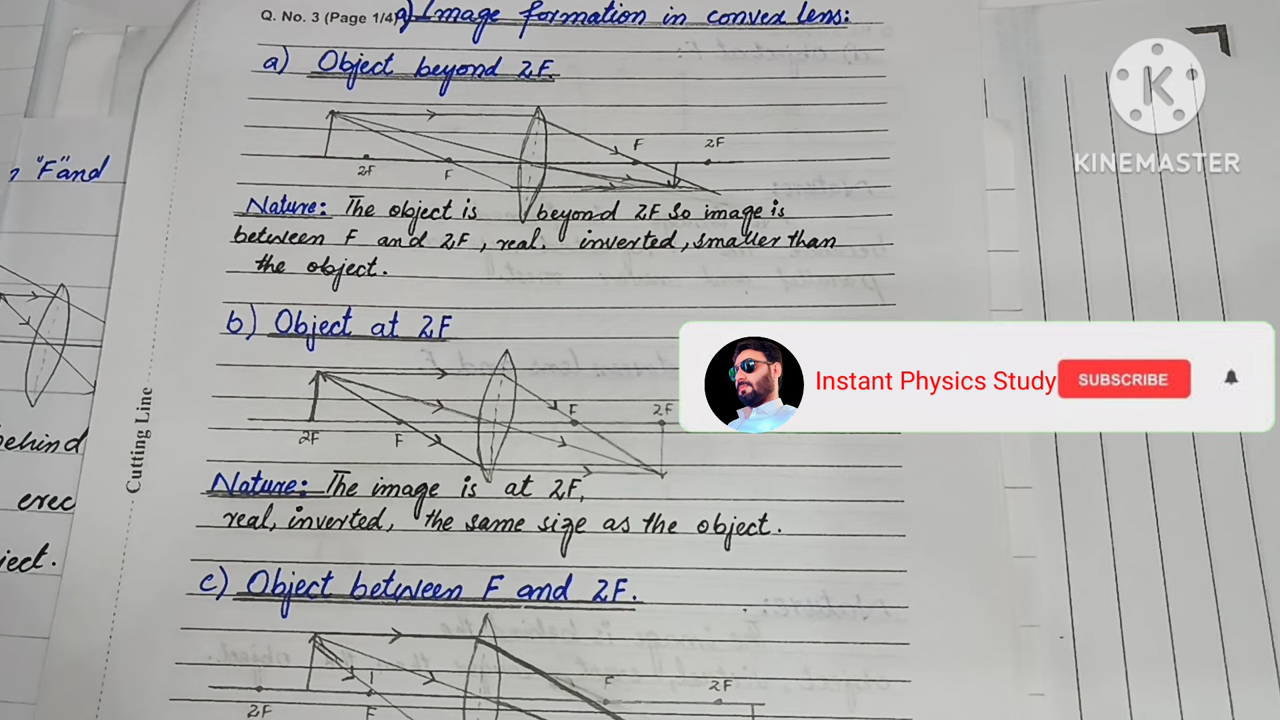 Q. No. 3 (Page 1/4)
Image formation in convex lens:
a) Object beyond 2F.
2F F F 2F
Nature: The object is beyond 2F so image is
between F and 2F, real. inverted, smaller than
the object.
b) Object at 2F
2F F F 2F
Nature: The image is at 2F,
real, inverted, the same size as the object.
c) Object between F and 2F.
2F F F 2F
"F" and
behind
erec
ject.
Cutting Line
K
KINEMASTER
Instant Physics Study
SUBSCRIBE